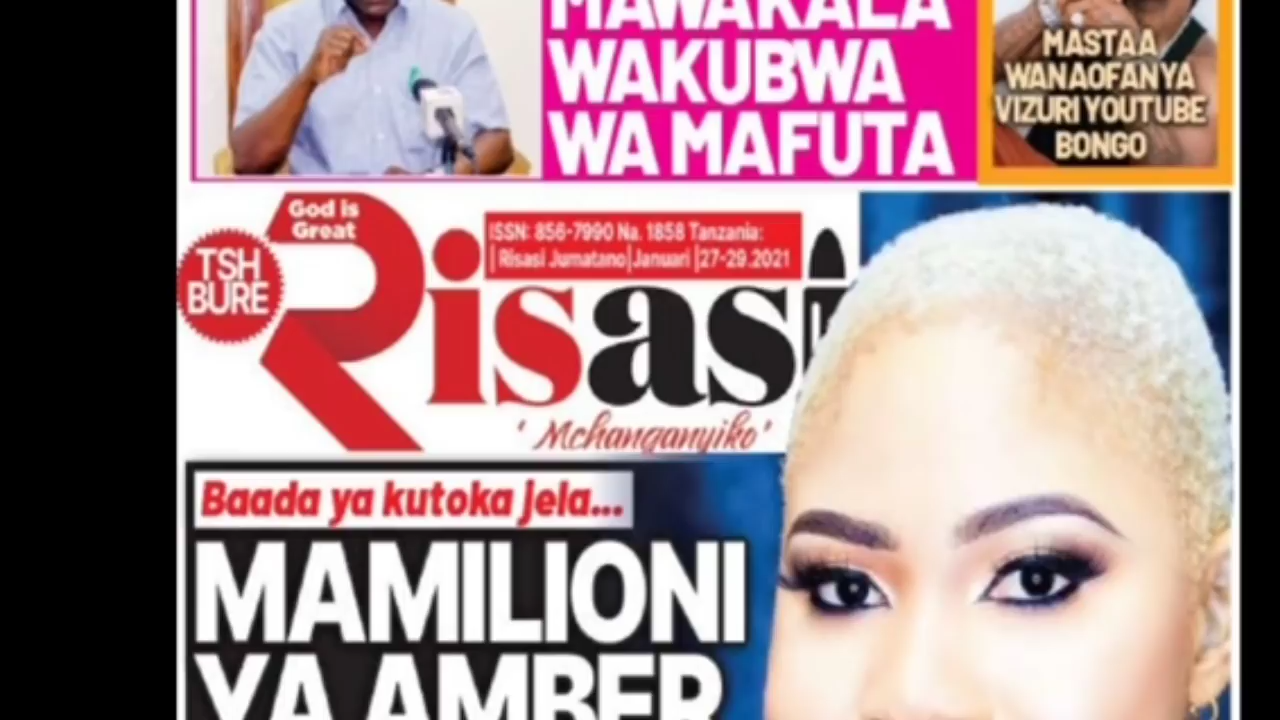 MAWAKALA
WAKUBWA
WA MAFUTA
MASTAA
WANAOFANYA
VIZURI YOUTUBE
BONGO
God is
Great
TSH
BURE
ISSN: 856-7990 Na. 1858 Tanzania:
| Risasi Jumatano|Januari |27-29.2021
Risasi
' Mchanganyiko '
Baada ya kutoka jela...
MAMILIONI
YA AMBER